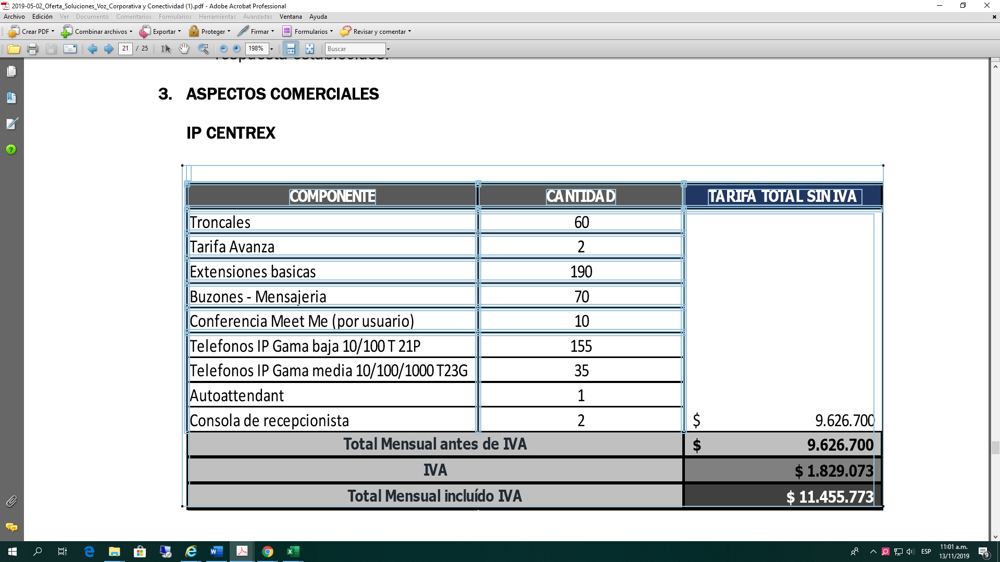 2019-05-02_Oferta_Soluciones_Voz_Corporativa y Conectividad (1).pdf - Adobe Acrobat Professional
Archivo Edición Ver Documento Comentarios Formularios Herramientas Avanzadas Ventana Ayuda
Crear PDF Combinar archivos Exportar Proteger Firmar Formularios Revisar y comentar
21 / 25 198% Buscar
respuesta establecidos.
3. ASPECTOS COMERCIALES
IP CENTREX
COMPONENTE CANTIDAD TARIFA TOTAL SIN IVA
Troncales 60
Tarifa Avanza 2
Extensiones basicas 190
Buzones - Mensajeria 70
Conferencia Meet Me (por usuario) 10
Telefonos IP Gama baja 10/100 T 21P 155
Telefonos IP Gama media 10/100/1000 T23G 35
Autoattendant 1
Consola de recepcionista 2 $ 9.626.700
Total Mensual antes de IVA $ 9.626.700
IVA $ 1.829.073
Total Mensual incluído IVA $ 11.455.773
ESP 11:01 a.m.
13/11/2019 9